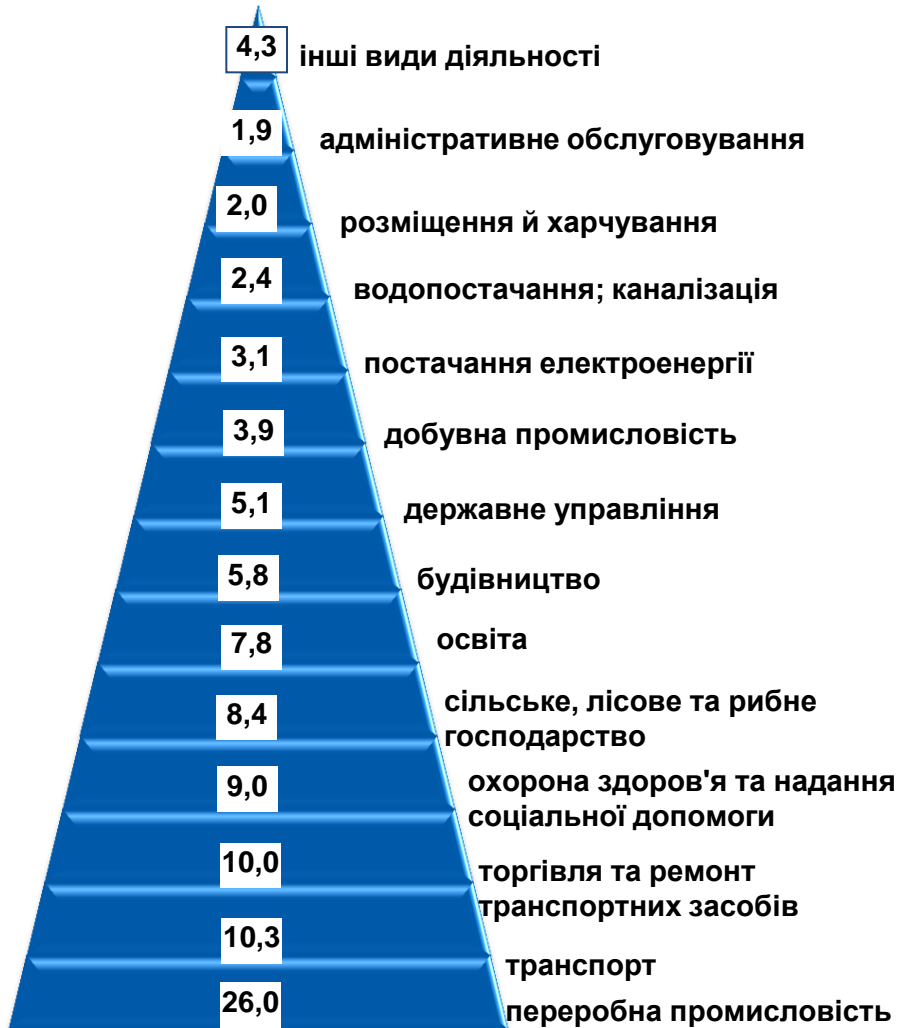 4,3 інші види діяльності
1,9 адміністративне обслуговування
2,0 розміщення й харчування
2,4 водопостачання; каналізація
3,1 постачання електроенергії
3,9 добувна промисловість
5,1 державне управління
5,8 будівництво
7,8 освіта
8,4 сільське, лісове та рибне
господарство
9,0 охорона здоров'я та надання
соціальної допомоги
10,0 торгівля та ремонт
транспортних засобів
10,3 транспорт
26,0 переробна промисловість